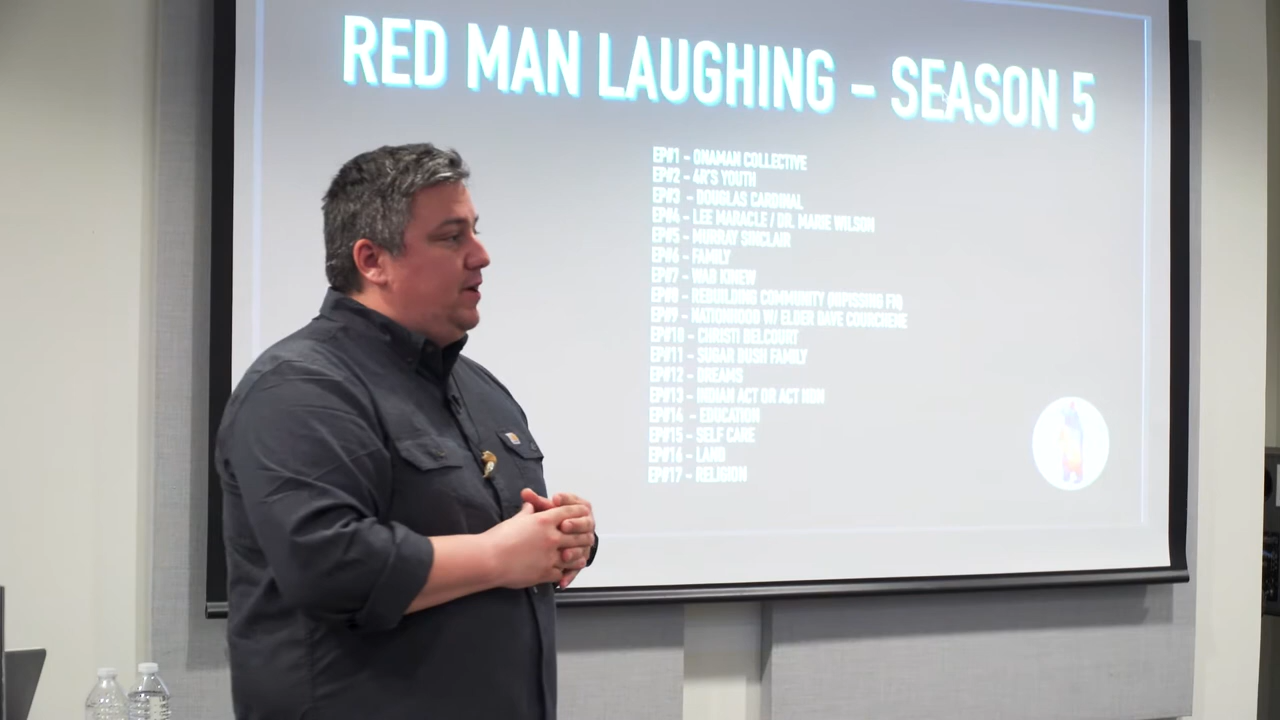 RED MAN LAUGHING - SEASON 5
EP#1 - ONAMAN COLLECTIVE
EP#2 - 4R'S YOUTH
EP#3 - DOUGLAS CARDINAL
EP#4 - LEE MARACLE / DR. MARIE WILSON
EP#5 - MURRAY SINCLAIR
EP#6 - FAMILY
EP#7 - WAB KINEW
EP#8 - REBUILDING COMMUNITY (NIPISSING FN)
EP#9 - NATIONHOOD W/ ELDER DAVE COURCHENE
EP#10 - CHRISTI BELCOURT
EP#11 - SUGAR BUSH FAMILY
EP#12 - DREAMS
EP#13 - INDIAN ACT OR ACT NDN
EP#14 - EDUCATION
EP#15 - SELF CARE
EP#16 - LAND
EP#17 - RELIGION